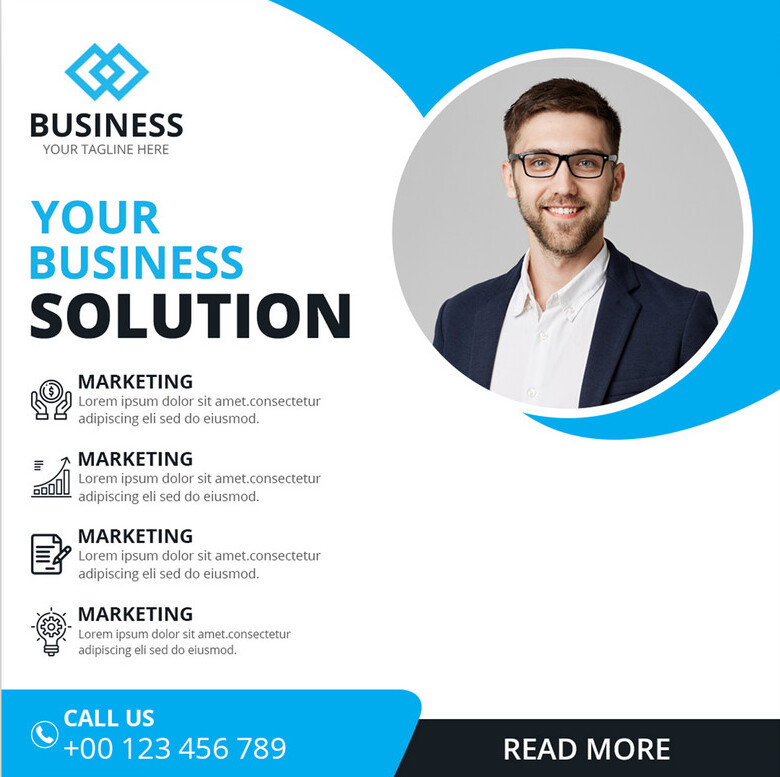 BUSINESS
YOUR TAGLINE HERE
YOUR
BUSINESS
SOLUTION
MARKETING
Lorem ipsum dolor sit amet.consectetur
adipiscing eli sed do eiusmod.
MARKETING
Lorem ipsum dolor sit amet.consectetur
adipiscing eli sed do eiusmod.
MARKETING
Lorem ipsum dolor sit amet.consectetur
adipiscing eli sed do eiusmod.
MARKETING
Lorem ipsum dolor sit amet.consectetur
adipiscing eli sed do eiusmod.
CALL US
+00 123 456 789
READ MORE